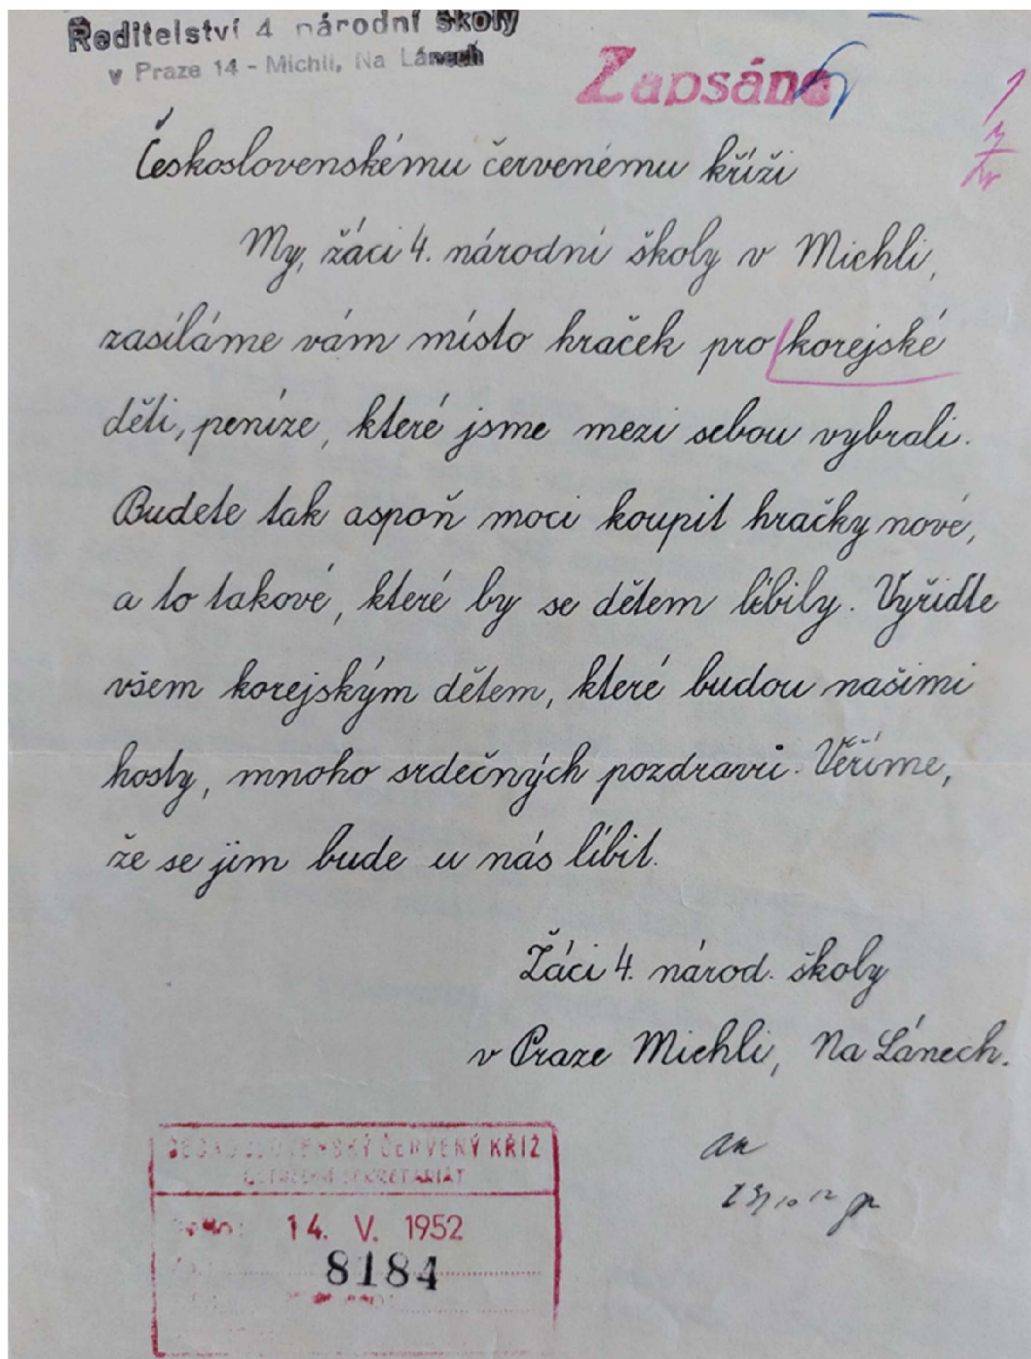 Ředitelství 4 národní školy
v Praze 14 - Michli, Na Lánech
Zapsáno
Československému červenému kříži
My, žáci 4. národní školy v Michli,
zasíláme vám místo hraček pro korejské
děti, peníze, které jsme mezi sebou vybrali.
Budete tak aspoň moci koupit hračky nové,
a to takové, které by se dětem líbily. Vyřiďte
všem korejským dětem, které budou našimi
hosty, mnoho srdečných pozdravů. Věříme,
že se jim bude u nás líbit.
Žáci 4. národ. školy
v Praze Michli, Na Lánech.
ČESKOSLOVENSKÝ ČERVENÝ KŘÍŽ
ÚSTŘEDNÍ SEKRETARIÁT
14. V. 1952
8184